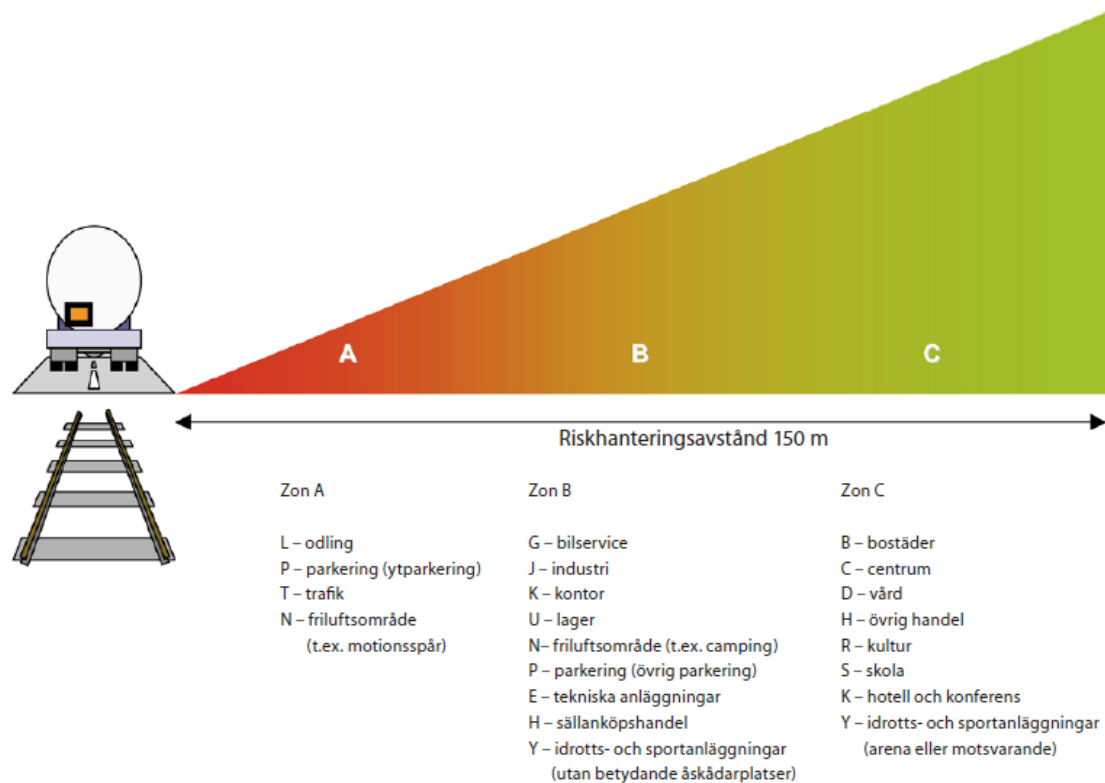 A
B
C
Riskhanteringsavstånd 150 m
Zon A
L – odling
P – parkering (ytparkering)
T – trafik
N – friluftsområde
(t.ex. motionsspår)
Zon B
G – bilservice
J – industri
K – kontor
U – lager
N– friluftsområde (t.ex. camping)
P – parkering (övrig parkering)
E – tekniska anläggningar
H – sällanköpshandel
Y – idrotts- och sportanläggningar
(utan betydande åskådarplatser)
Zon C
B – bostäder
C – centrum
D – vård
H – övrig handel
R – kultur
S – skola
K – hotell och konferens
Y – idrotts- och sportanläggningar
(arena eller motsvarande)